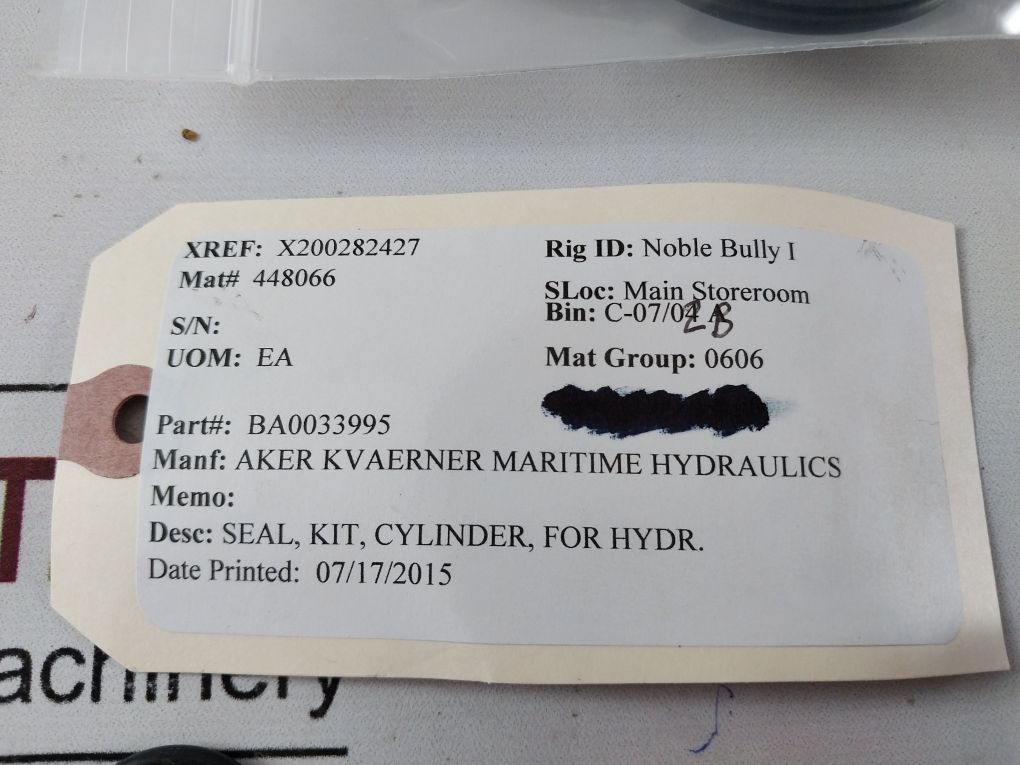 XREF: X200282427
Mat# 448066
S/N:
UOM: EA
Rig ID: Noble Bully I
SLoc: Main Storeroom
Bin: C-07/04 A
2B
Mat Group: 0606
Part#: BA0033995
Manf: AKER KVAERNER MARITIME HYDRAULICS
Memo:
Desc: SEAL, KIT, CYLINDER, FOR HYDR.
Date Printed: 07/17/2015
achinery